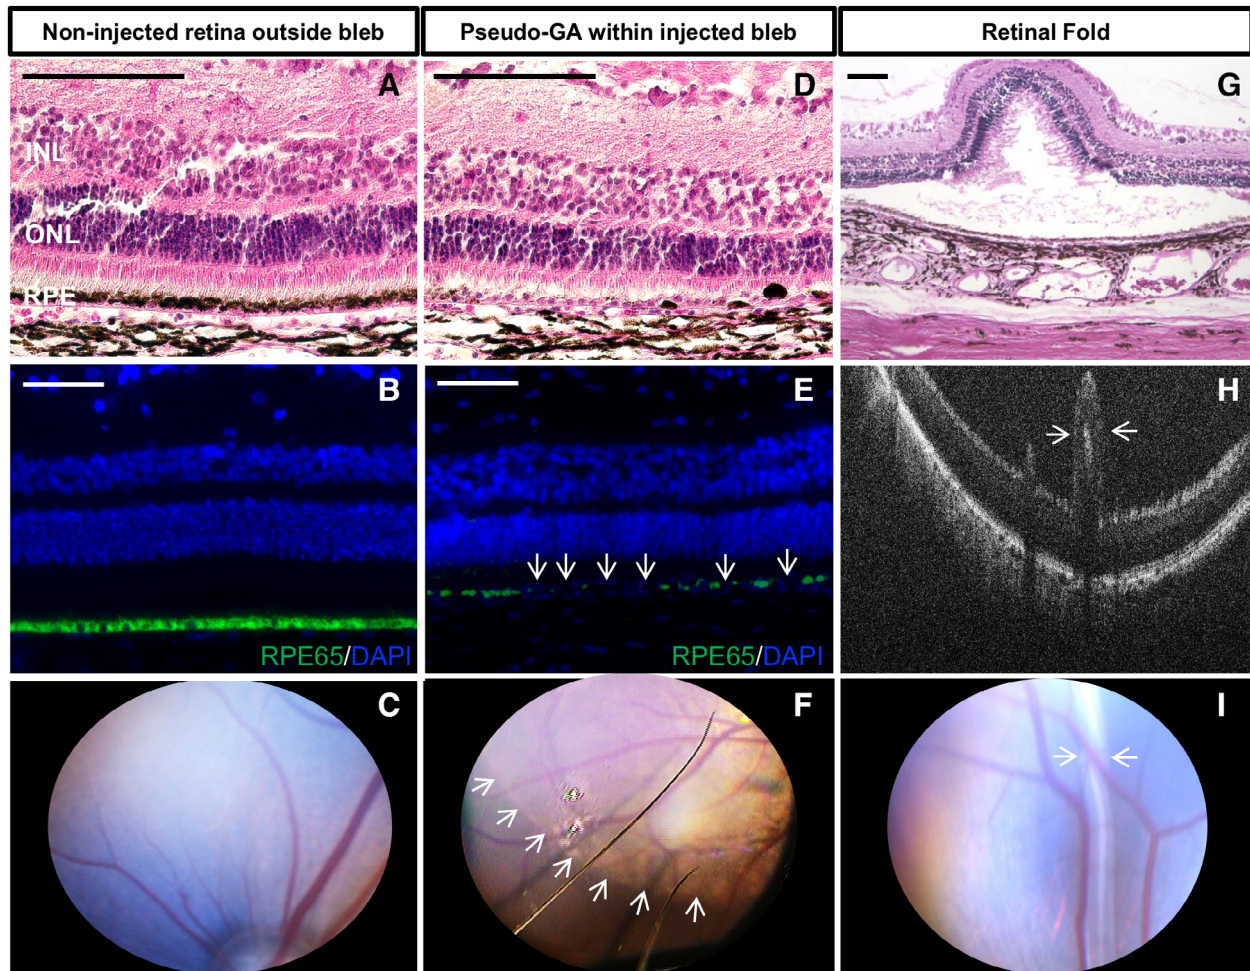 Non-injected retina outside bleb
Pseudo-GA within injected bleb
Retinal Fold
A
INL
ONL
RPE
D
G
B
RPE65/DAPI
E
RPE65/DAPI
H
C
F
I